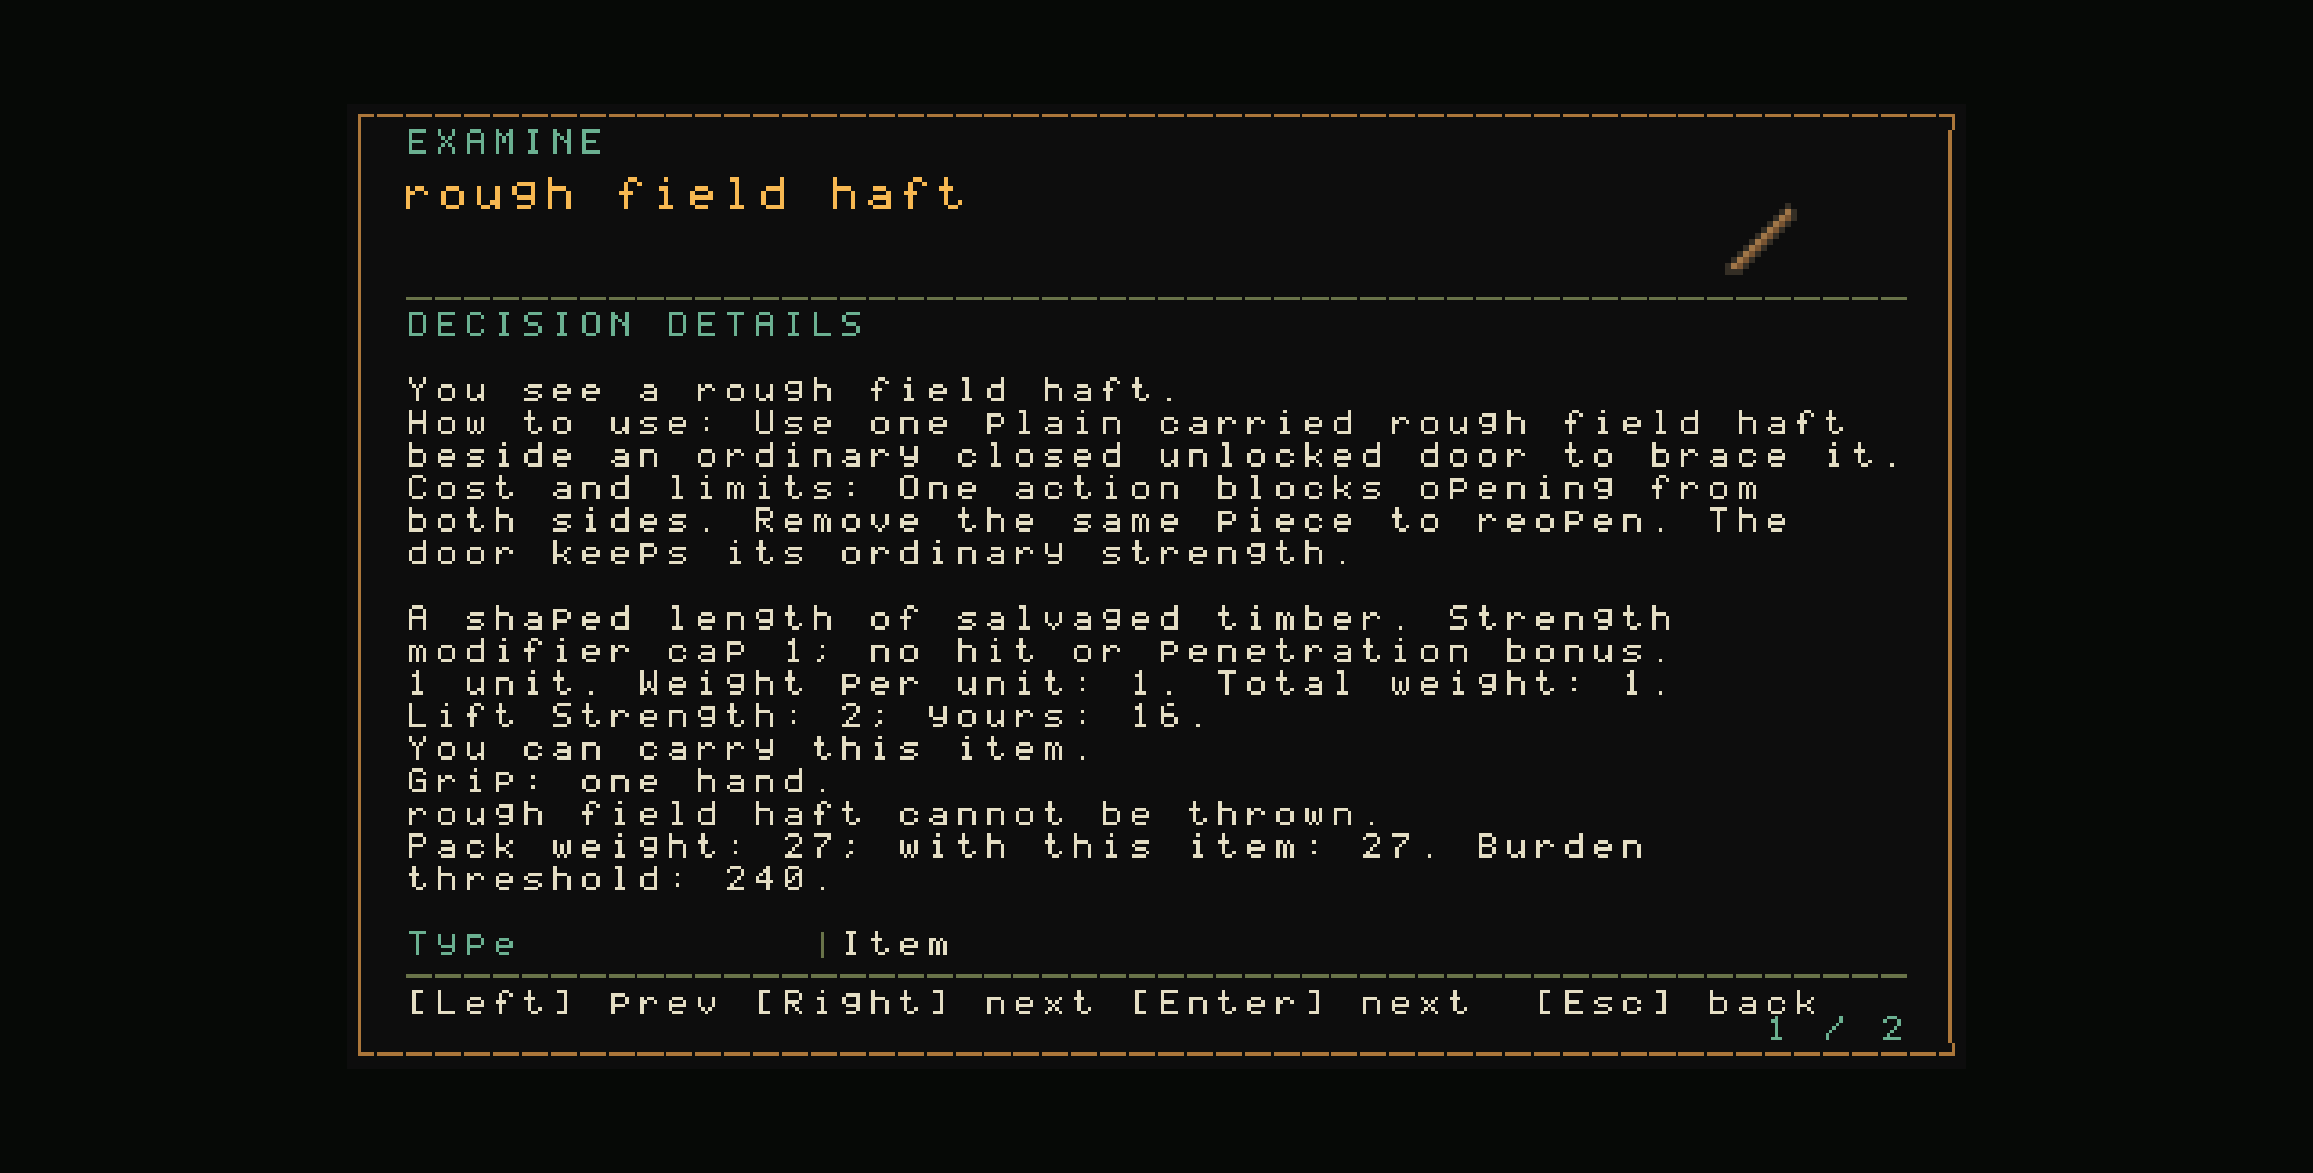 EXAMINE
rough field haft
DECISION DETAILS
You see a rough field haft.
How to use: Use one plain carried rough field haft
beside an ordinary closed unlocked door to brace it.
Cost and limits: One action blocks opening from
both sides. Remove the same piece to reopen. The
door keeps its ordinary strength.
A shaped length of salvaged timber. Strength
modifier cap 1; no hit or penetration bonus.
1 unit. Weight per unit: 1. Total weight: 1.
Lift Strength: 2; yours: 16.
You can carry this item.
Grip: one hand.
rough field haft cannot be thrown.
Pack weight: 27; with this item: 27. Burden
threshold: 240.
Type | Item
[Left] prev [Right] next [Enter] next [Esc] back
1 / 2